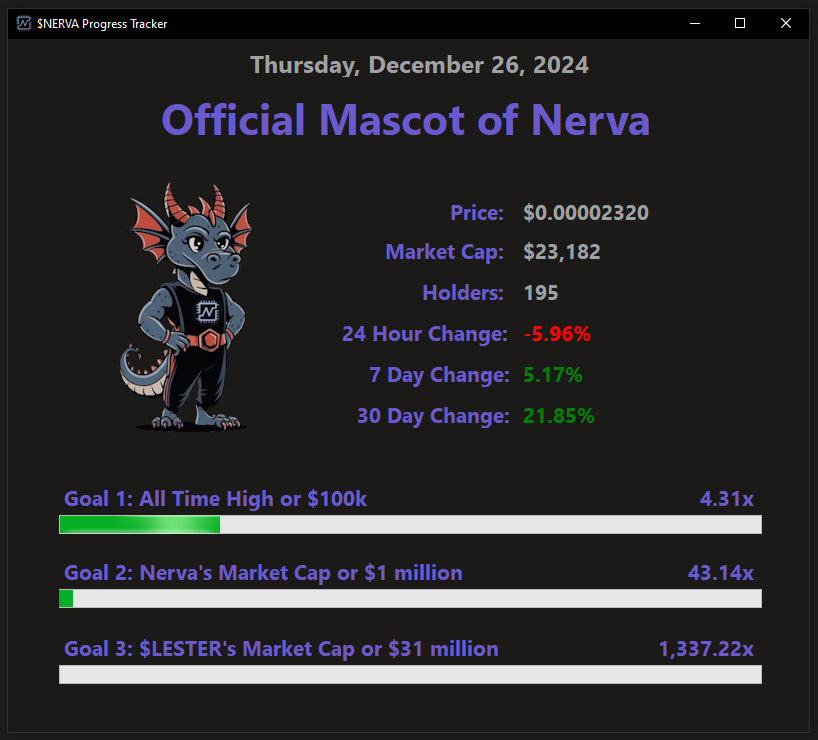 $NERVA Progress Tracker
Thursday, December 26, 2024
Official Mascot of Nerva
Price: $0.00002320
Market Cap: $23,182
Holders: 195
24 Hour Change: -5.96%
7 Day Change: 5.17%
30 Day Change: 21.85%
Goal 1: All Time High or $100k 4.31x
Goal 2: Nerva's Market Cap or $1 million 43.14x
Goal 3: $LESTER's Market Cap or $31 million 1,337.22x